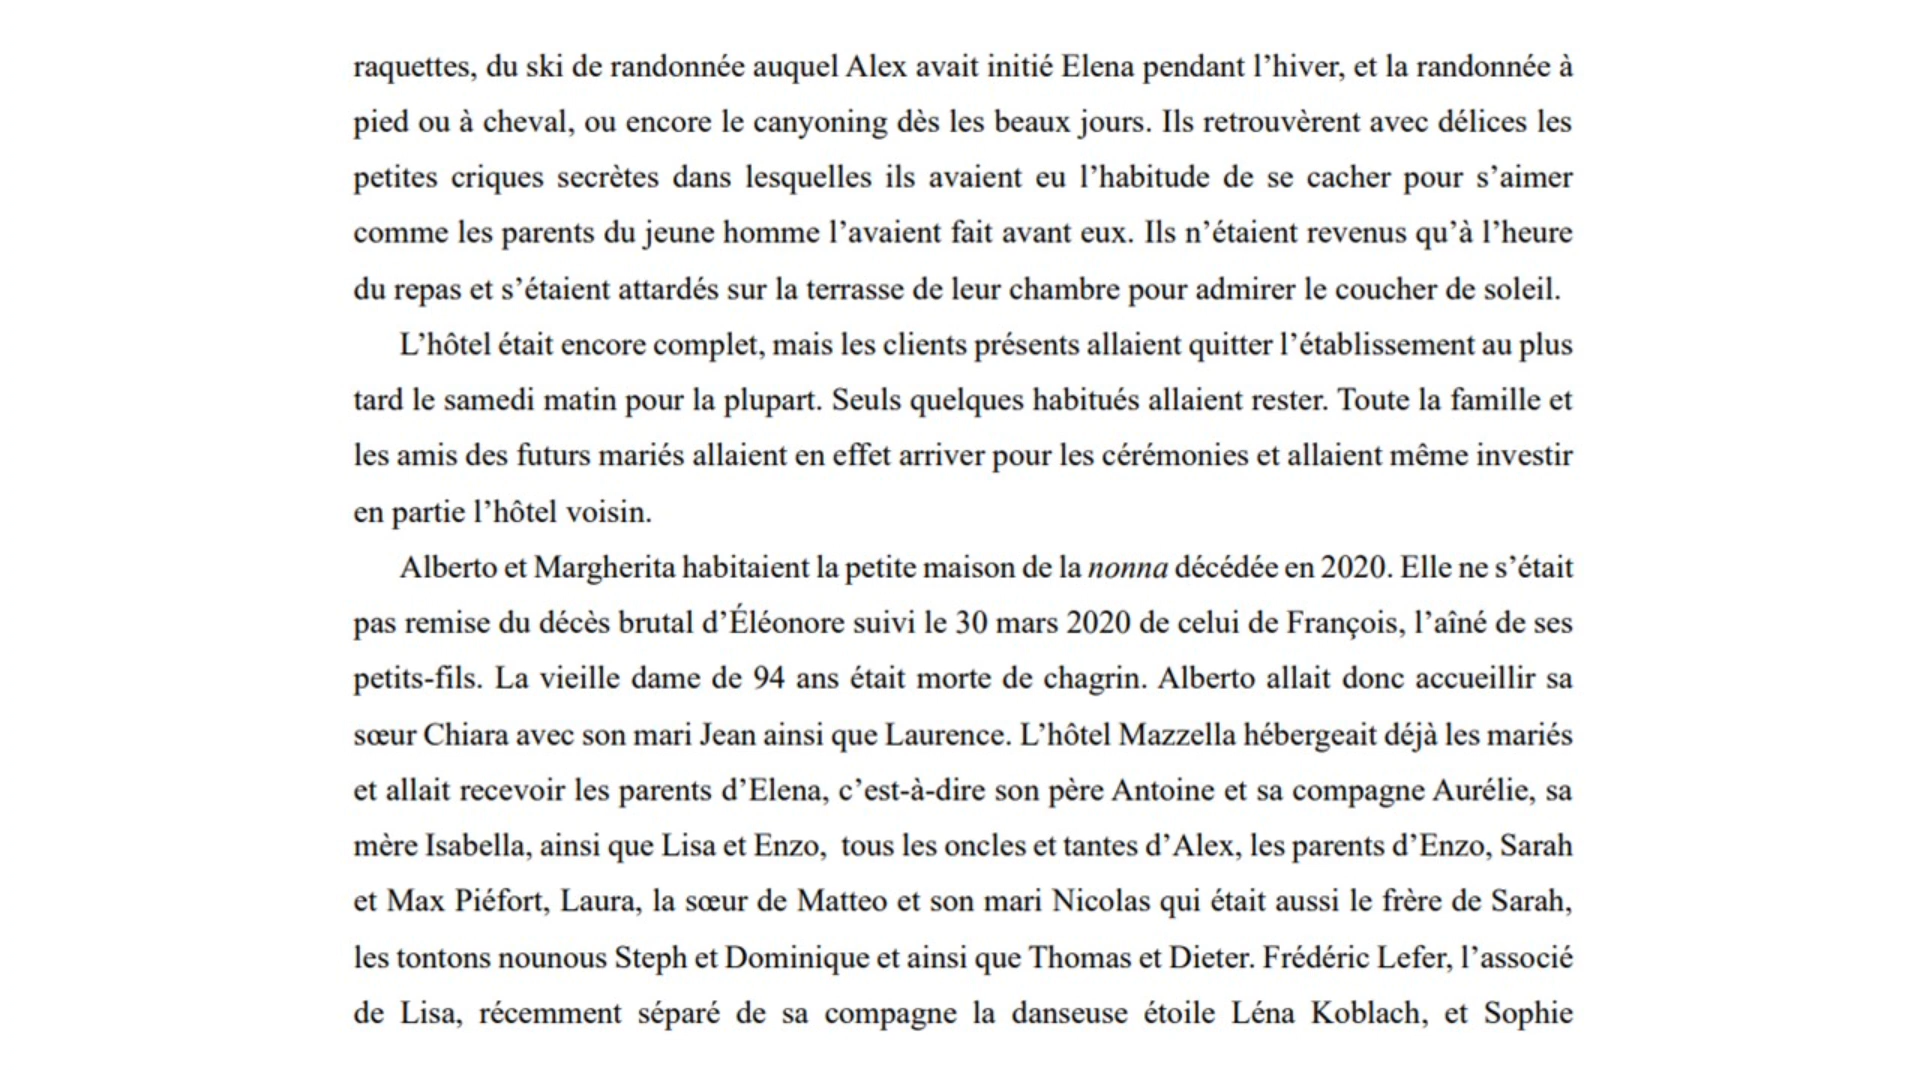 raquettes, du ski de randonnée auquel Alex avait initié Elena pendant l’hiver, et la randonnée à
pied ou à cheval, ou encore le canyoning dès les beaux jours. Ils retrouvèrent avec délices les
petites criques secrètes dans lesquelles ils avaient eu l’habitude de se cacher pour s’aimer
comme les parents du jeune homme l’avaient fait avant eux. Ils n’étaient revenus qu’à l’heure
du repas et s’étaient attardés sur la terrasse de leur chambre pour admirer le coucher de soleil.
L’hôtel était encore complet, mais les clients présents allaient quitter l’établissement au plus
tard le samedi matin pour la plupart. Seuls quelques habitués allaient rester. Toute la famille et
les amis des futurs mariés allaient en effet arriver pour les cérémonies et allaient même investir
en partie l’hôtel voisin.
Alberto et Margherita habitaient la petite maison de la nonna décédée en 2020. Elle ne s’était
pas remise du décès brutal d’Éléonore suivi le 30 mars 2020 de celui de François, l’aîné de ses
petits-fils. La vieille dame de 94 ans était morte de chagrin. Alberto allait donc accueillir sa
sœur Chiara avec son mari Jean ainsi que Laurence. L’hôtel Mazzella hébergeait déjà les mariés
et allait recevoir les parents d’Elena, c’est-à-dire son père Antoine et sa compagne Aurélie, sa
mère Isabella, ainsi que Lisa et Enzo,  tous les oncles et tantes d’Alex, les parents d’Enzo, Sarah
et Max Piéfort, Laura, la sœur de Matteo et son mari Nicolas qui était aussi le frère de Sarah,
les tontons nounous Steph et Dominique et ainsi que Thomas et Dieter. Frédéric Lefer, l’associé
de Lisa, récemment séparé de sa compagne la danseuse étoile Léna Koblach, et Sophie